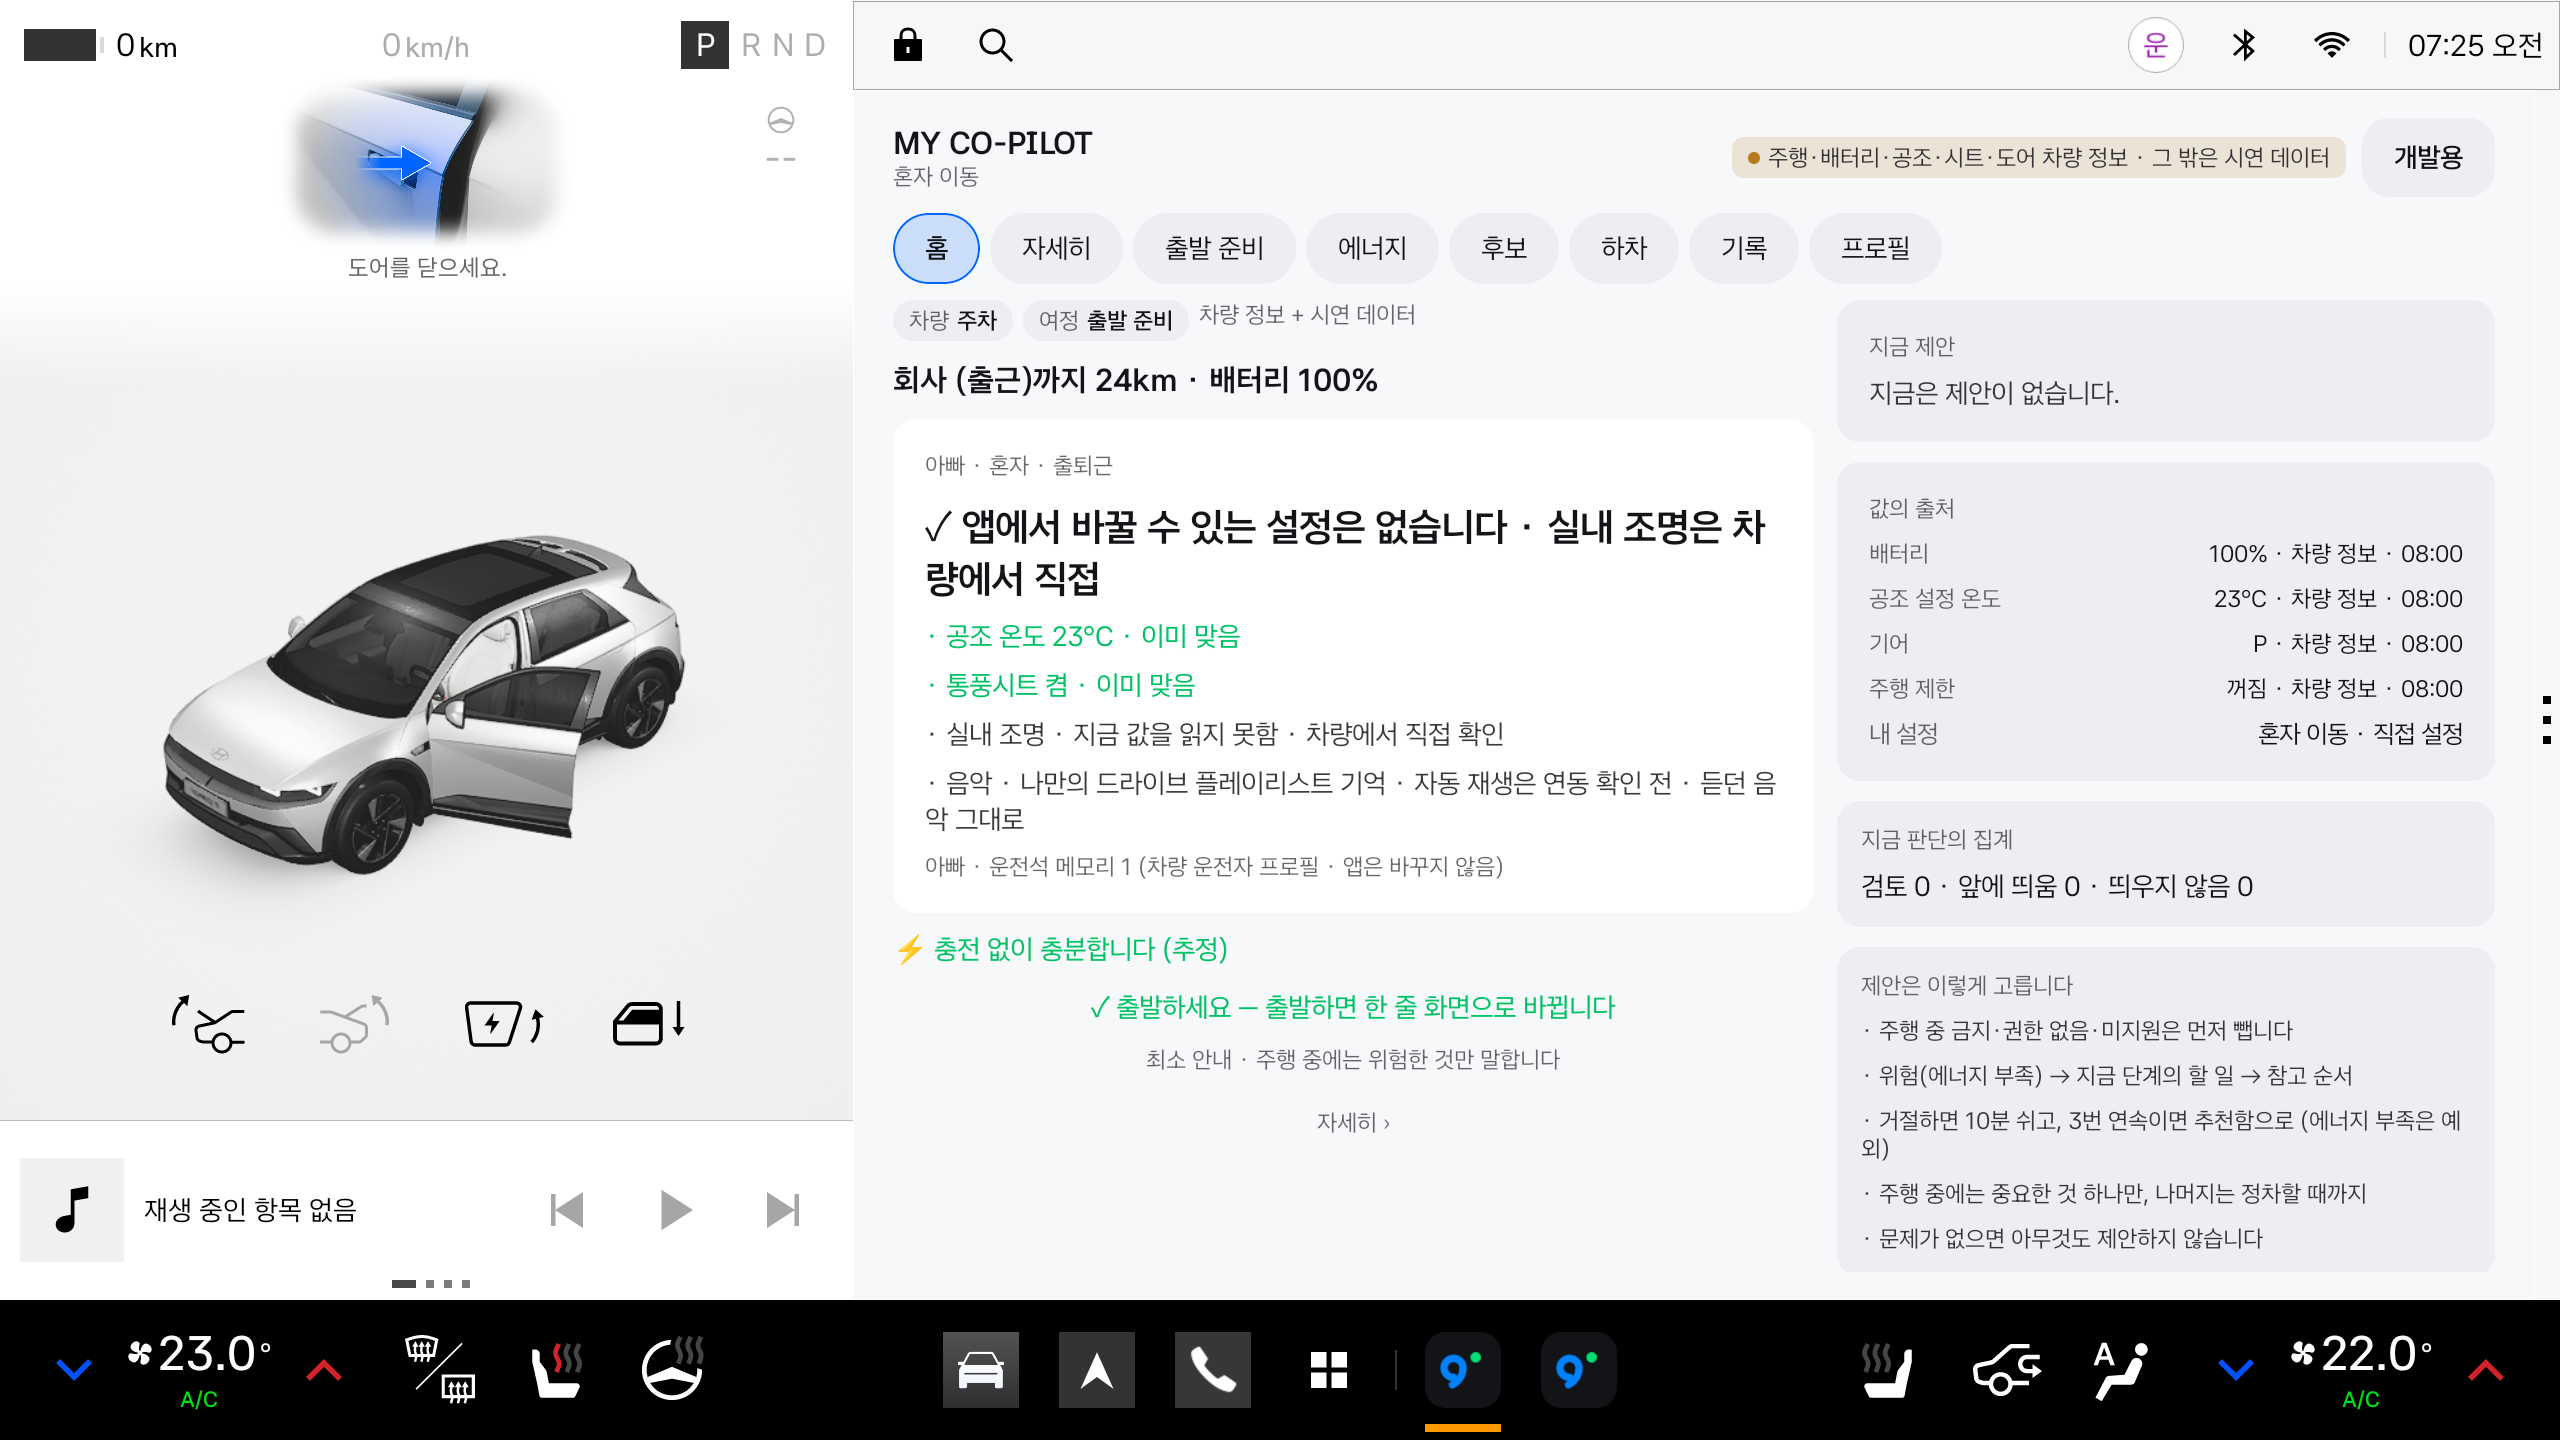 0 km
0 km/h
P R N D
--
도어를 닫으세요.
재생 중인 항목 없음
운
07:25 오전
MY CO-PILOT
혼자 이동
주행·배터리·공조·시트·도어 차량 정보 · 그 밖은 시연 데이터
개발용
홈
자세히
출발 준비
에너지
후보
하차
기록
프로필
차량 주차
여정 출발 준비
차량 정보 + 시연 데이터
회사 (출근)까지 24km · 배터리 100%
아빠 · 혼자 · 출퇴근
✓ 앱에서 바꿀 수 있는 설정은 없습니다 · 실내 조명은 차
량에서 직접
· 공조 온도 23°C · 이미 맞음
· 통풍시트 켬 · 이미 맞음
· 실내 조명 · 지금 값을 읽지 못함 · 차량에서 직접 확인
· 음악 · 나만의 드라이브 플레이리스트 기억 · 자동 재생은 연동 확인 전 · 듣던 음
악 그대로
아빠 · 운전석 메모리 1 (차량 운전자 프로필 · 앱은 바꾸지 않음)
⚡ 충전 없이 충분합니다 (추정)
✓ 출발하세요 — 출발하면 한 줄 화면으로 바뀝니다
최소 안내 · 주행 중에는 위험한 것만 말합니다
자세히 ›
지금 제안
지금은 제안이 없습니다.
값의 출처
배터리 100% · 차량 정보 · 08:00
공조 설정 온도 23°C · 차량 정보 · 08:00
기어 P · 차량 정보 · 08:00
주행 제한 꺼짐 · 차량 정보 · 08:00
내 설정 혼자 이동 · 직접 설정
지금 판단의 집계
검토 0 · 앞에 띄움 0 · 띄우지 않음 0
제안은 이렇게 고릅니다
· 주행 중 금지·권한 없음·미지원은 먼저 뺍니다
· 위험(에너지 부족) → 지금 단계의 할 일 → 참고 순서
· 거절하면 10분 쉬고, 3번 연속이면 추천함으로 (에너지 부족은 예
외)
· 주행 중에는 중요한 것 하나만, 나머지는 정차할 때까지
· 문제가 없으면 아무것도 제안하지 않습니다
23.0°
A/C
A
22.0°
A/C